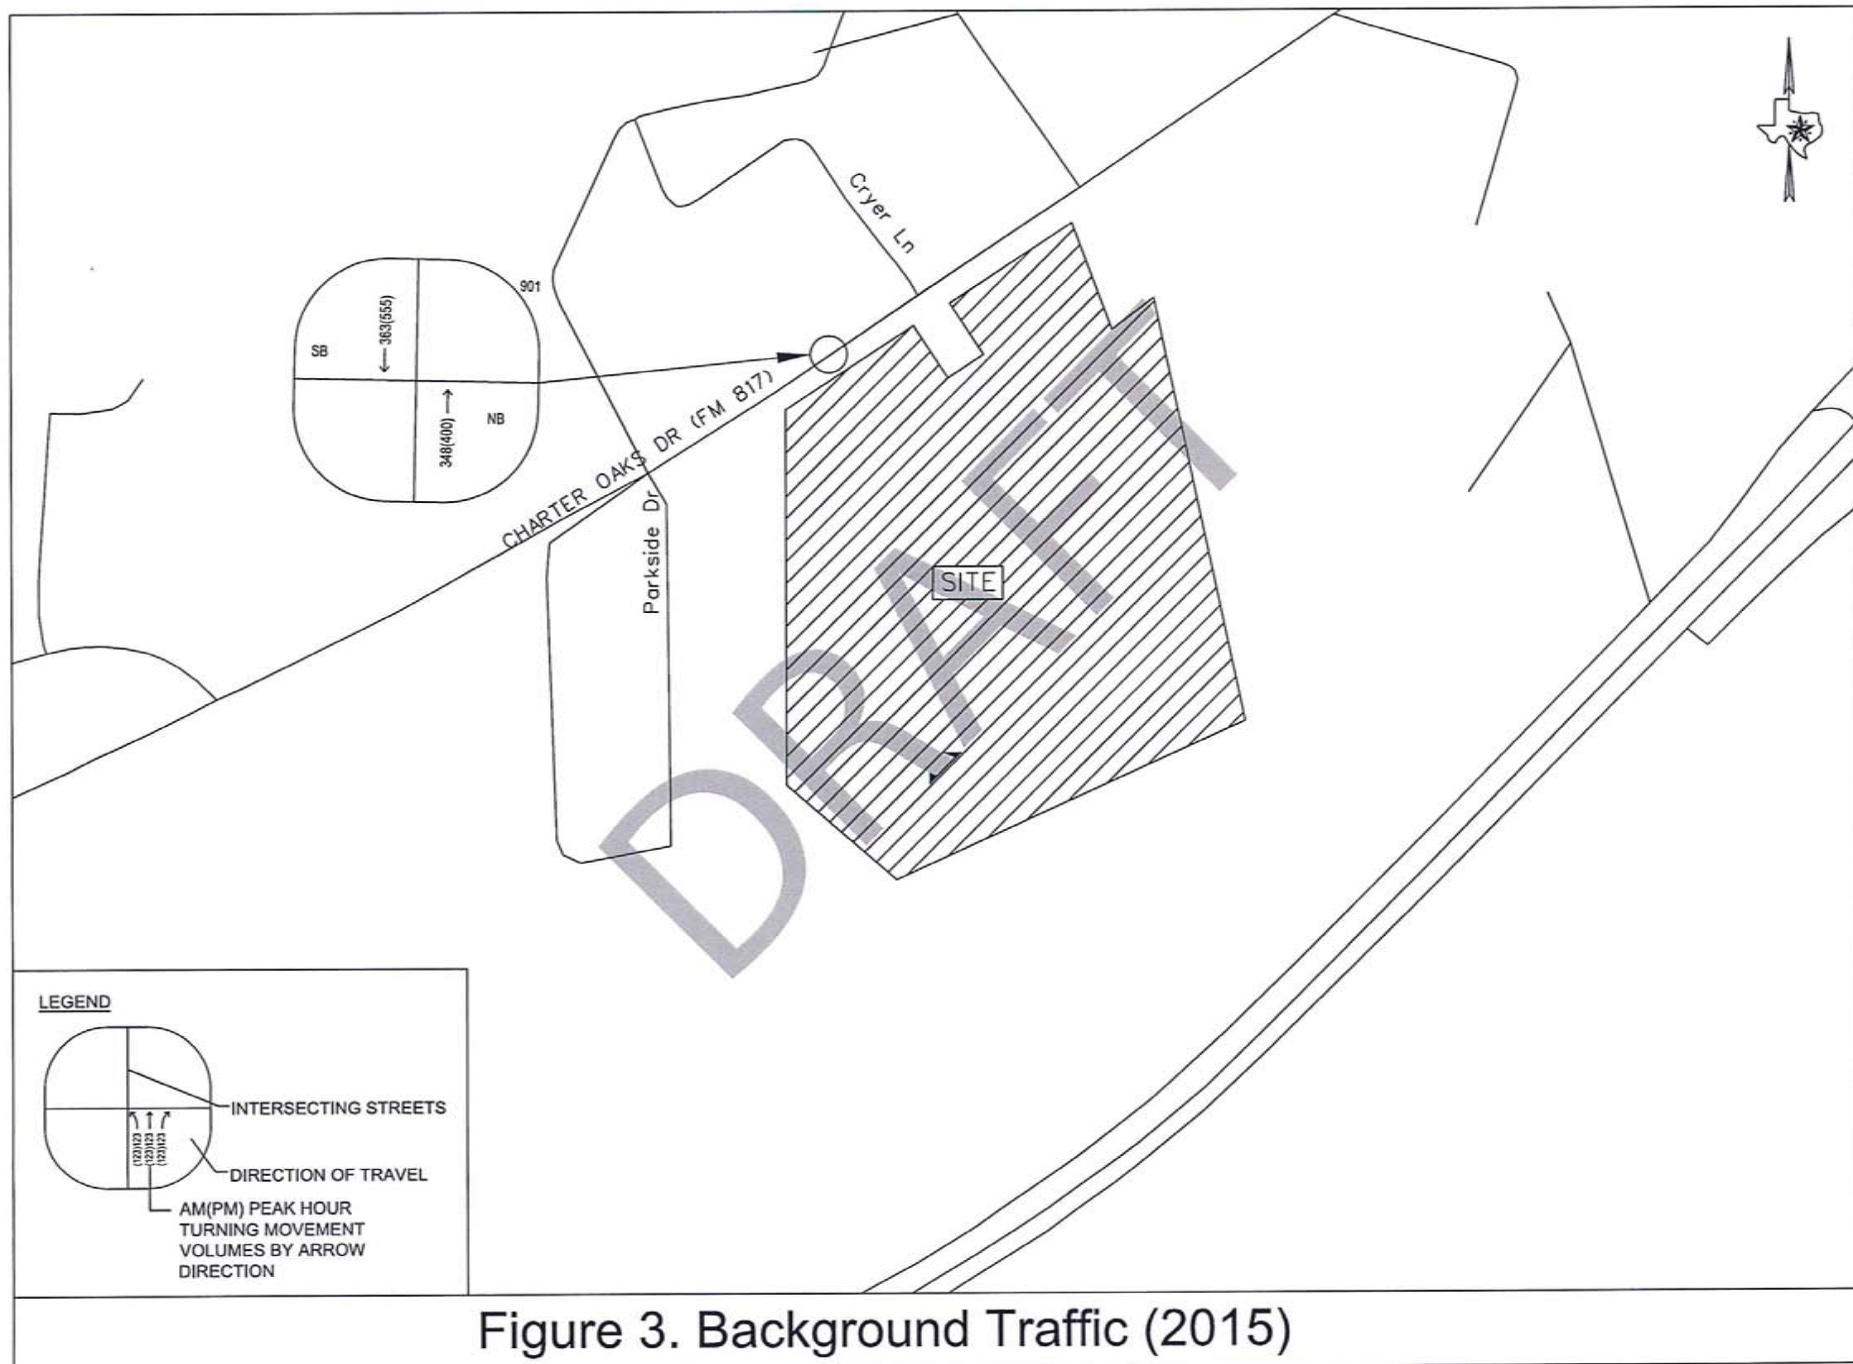 Cryer Ln
901
363(555)
SB
348(400)
NB
CHARTER OAKS DR (FM 817)
Parkside Dr
SITE
DRAFT
LEGEND
INTERSECTING STREETS
(123)123
(123)123
(123)123
DIRECTION OF TRAVEL
AM(PM) PEAK HOUR
TURNING MOVEMENT
VOLUMES BY ARROW
DIRECTION
Figure 3. Background Traffic (2015)